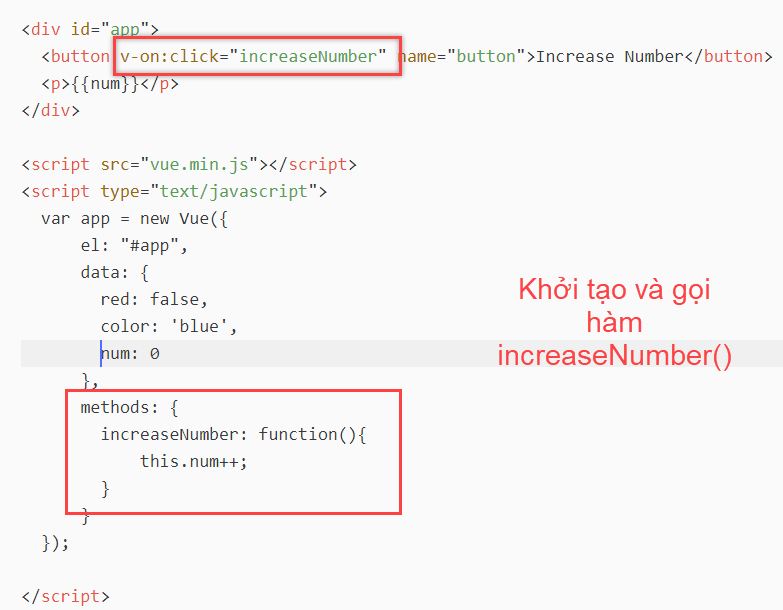 <div id="app">
  <button v-on:click="increaseNumber" name="button">Increase Number</button>
  <p>{{num}}</p>
</div>

<script src="vue.min.js"></script>
<script type="text/javascript">
  var app = new Vue({
      el: "#app",
      data: {
        red: false,
        color: 'blue',
        num: 0
      },
      methods: {
        increaseNumber: function(){
            this.num++;
        }
      }
  });

</script>
Khởi tạo và gọi
hàm
increaseNumber()